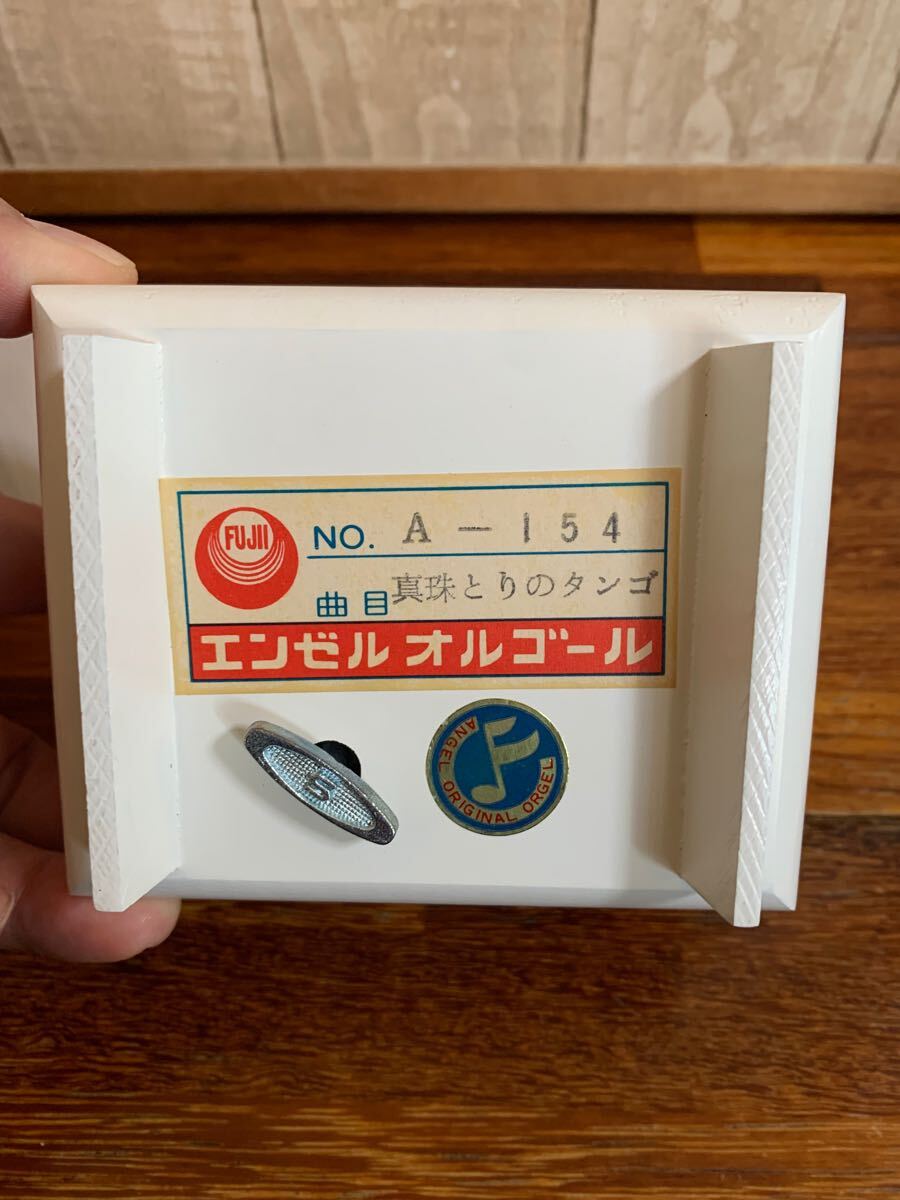 FUJII
NO. A-154
曲目 真珠とりのタンゴ
エンゼル オルゴール
S
ANGEL ORIGINAL ORGEL